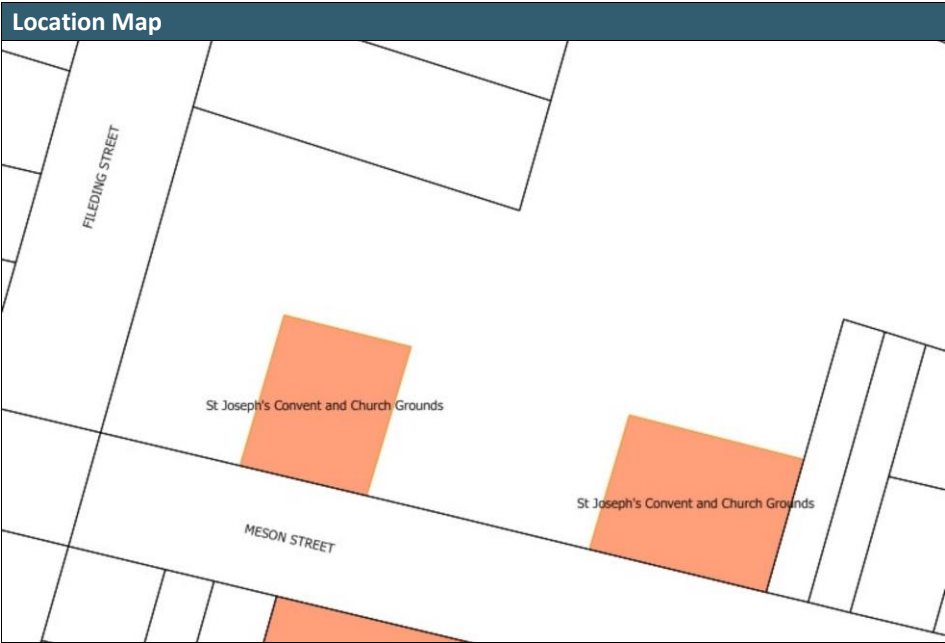 Location Map
FILEDING STREET
St Joseph's Convent and Church Grounds
St Joseph's Convent and Church Grounds
MESON STREET